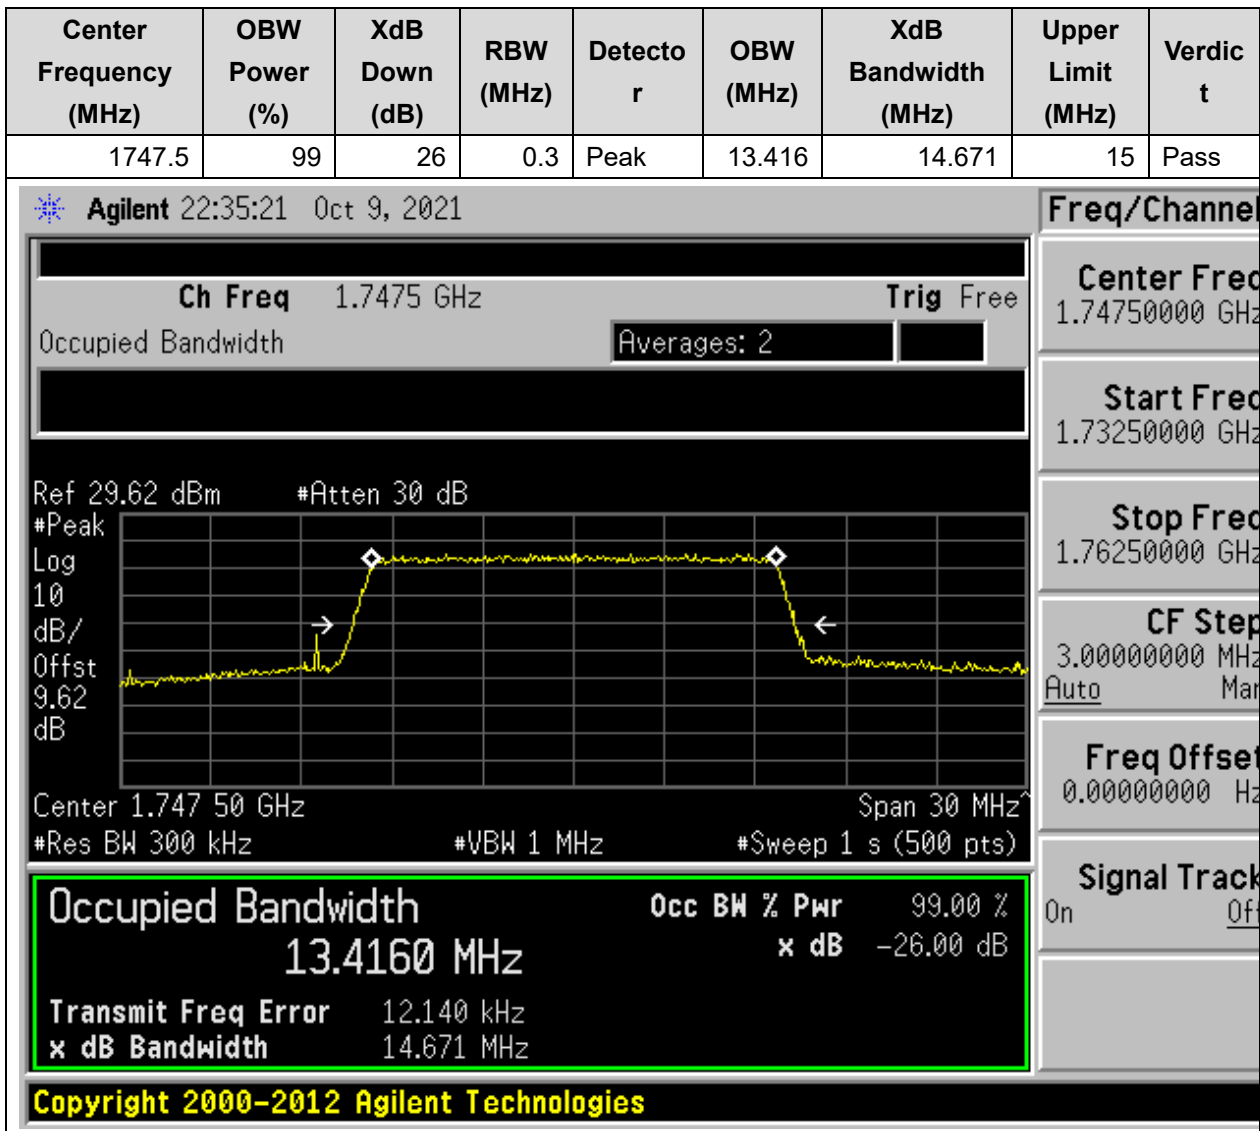 Center Frequency (MHz) OBW Power (%) XdB Down (dB) RBW (MHz) Detecto r OBW (MHz) XdB Bandwidth (MHz) Upper Limit (MHz) Verdic t
1747.5 99 26 0.3 Peak 13.416 14.671 15 Pass
Agilent 22:35:21 Oct 9, 2021
Freq/Channel
Ch Freq 1.7475 GHz Trig Free
Occupied Bandwidth Averages: 2
Center Freq
1.74750000 GHz
Start Freq
1.73250000 GHz
Stop Freq
1.76250000 GHz
CF Step
3.00000000 MHz
Auto Man
Freq Offset
0.00000000 Hz
Signal Track
On Off
Ref 29.62 dBm #Atten 30 dB
#Peak
Log
10
dB/
Offst
9.62
dB
Center 1.747 50 GHz Span 30 MHz^
#Res BW 300 kHz #VBW 1 MHz #Sweep 1 s (500 pts)
Occupied Bandwidth Occ BW % Pwr 99.00 %
13.4160 MHz x dB -26.00 dB
Transmit Freq Error 12.140 kHz
x dB Bandwidth 14.671 MHz
Copyright 2000-2012 Agilent Technologies